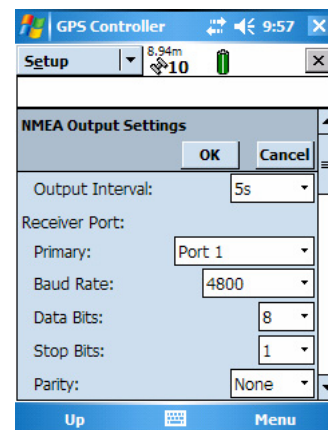 GPS Controller 9:57
Setup 8.94m
10
NMEA Output Settings
OK Cancel
Output Interval: 5s
Receiver Port:
Primary: Port 1
Baud Rate: 4800
Data Bits: 8
Stop Bits: 1
Parity: None
Up Menu